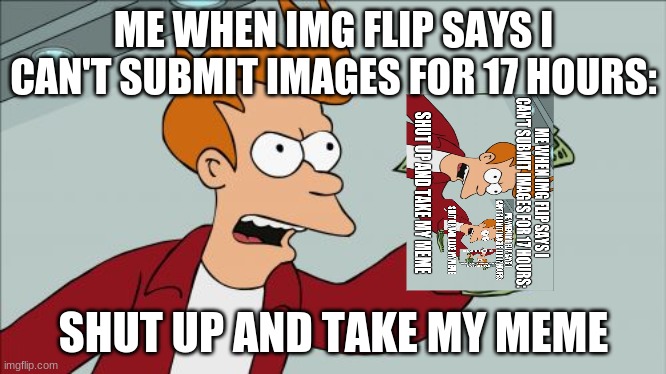 ME WHEN IMG FLIP SAYS I
CAN'T SUBMIT IMAGES FOR 17 HOURS:
ME WHEN IMG FLIP SAYS I
CAN'T SUBMIT IMAGES FOR 17 HOURS:
SHUT UP AND TAKE MY MEME
SHUT UP AND TAKE MY MEME
imgflip.com